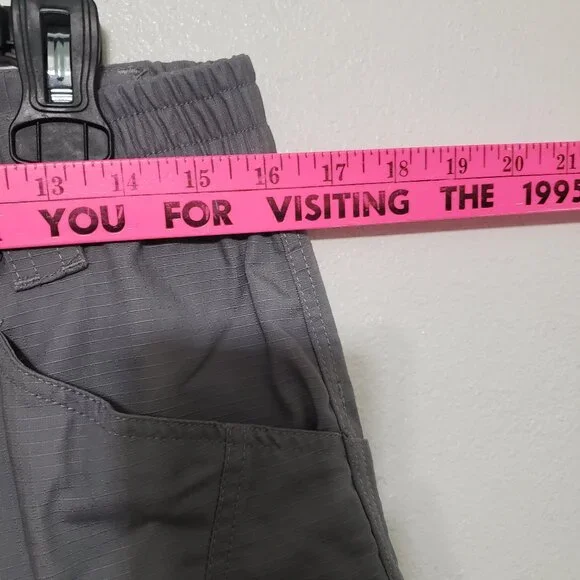 13 14 15 16 17 18 19 20 21
YOU FOR VISITING THE 1995